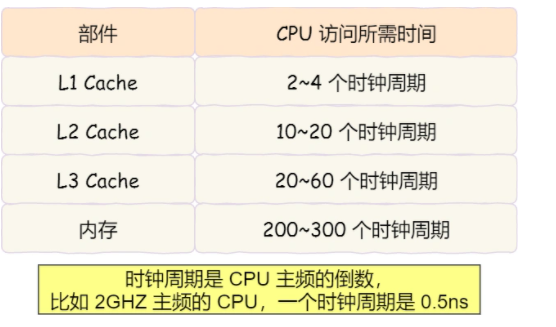 部件 CPU 访问所需时间
L1 Cache 2~4 个时钟周期
L2 Cache 10~20 个时钟周期
L3 Cache 20~60 个时钟周期
内存 200~300 个时钟周期
时钟周期是 CPU 主频的倒数，
比如 2GHZ 主频的 CPU，一个时钟周期是 0.5ns